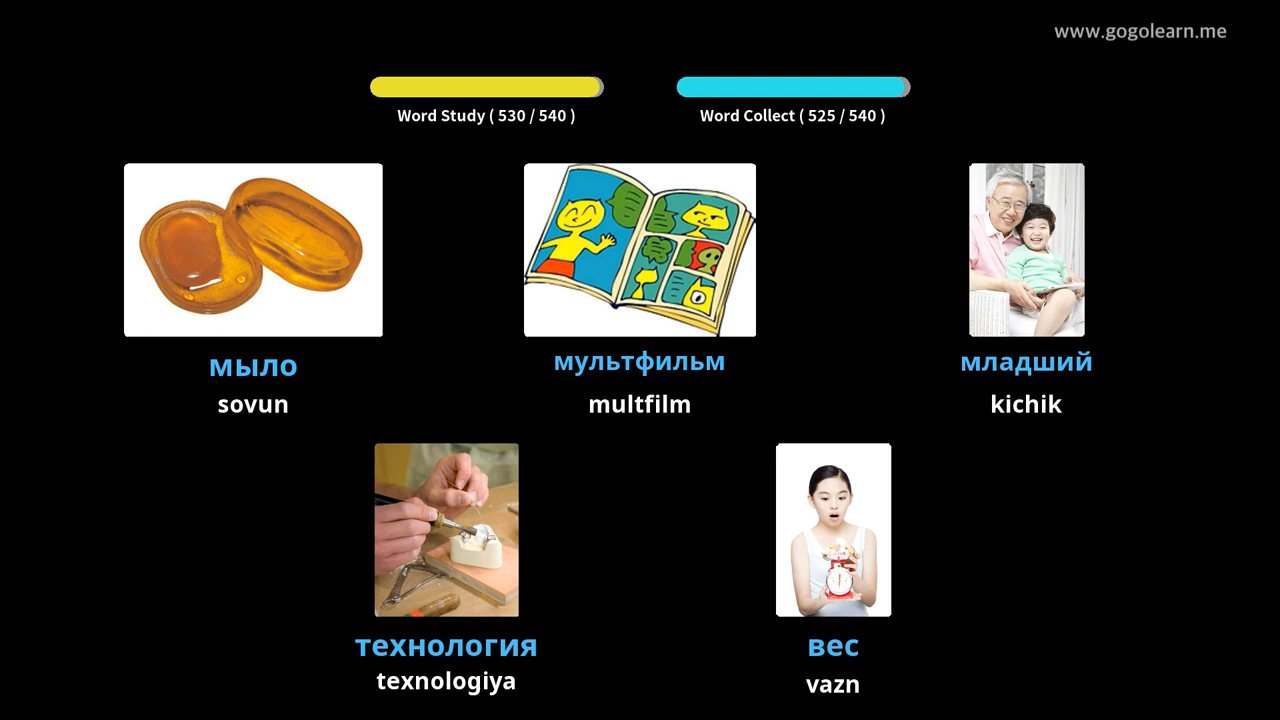 www.gogolearn.me
Word Study ( 530 / 540 )
Word Collect ( 525 / 540 )
мыло
sovun
мультфильм
multfilm
младший
kichik
технология
texnologiya
вес
vazn